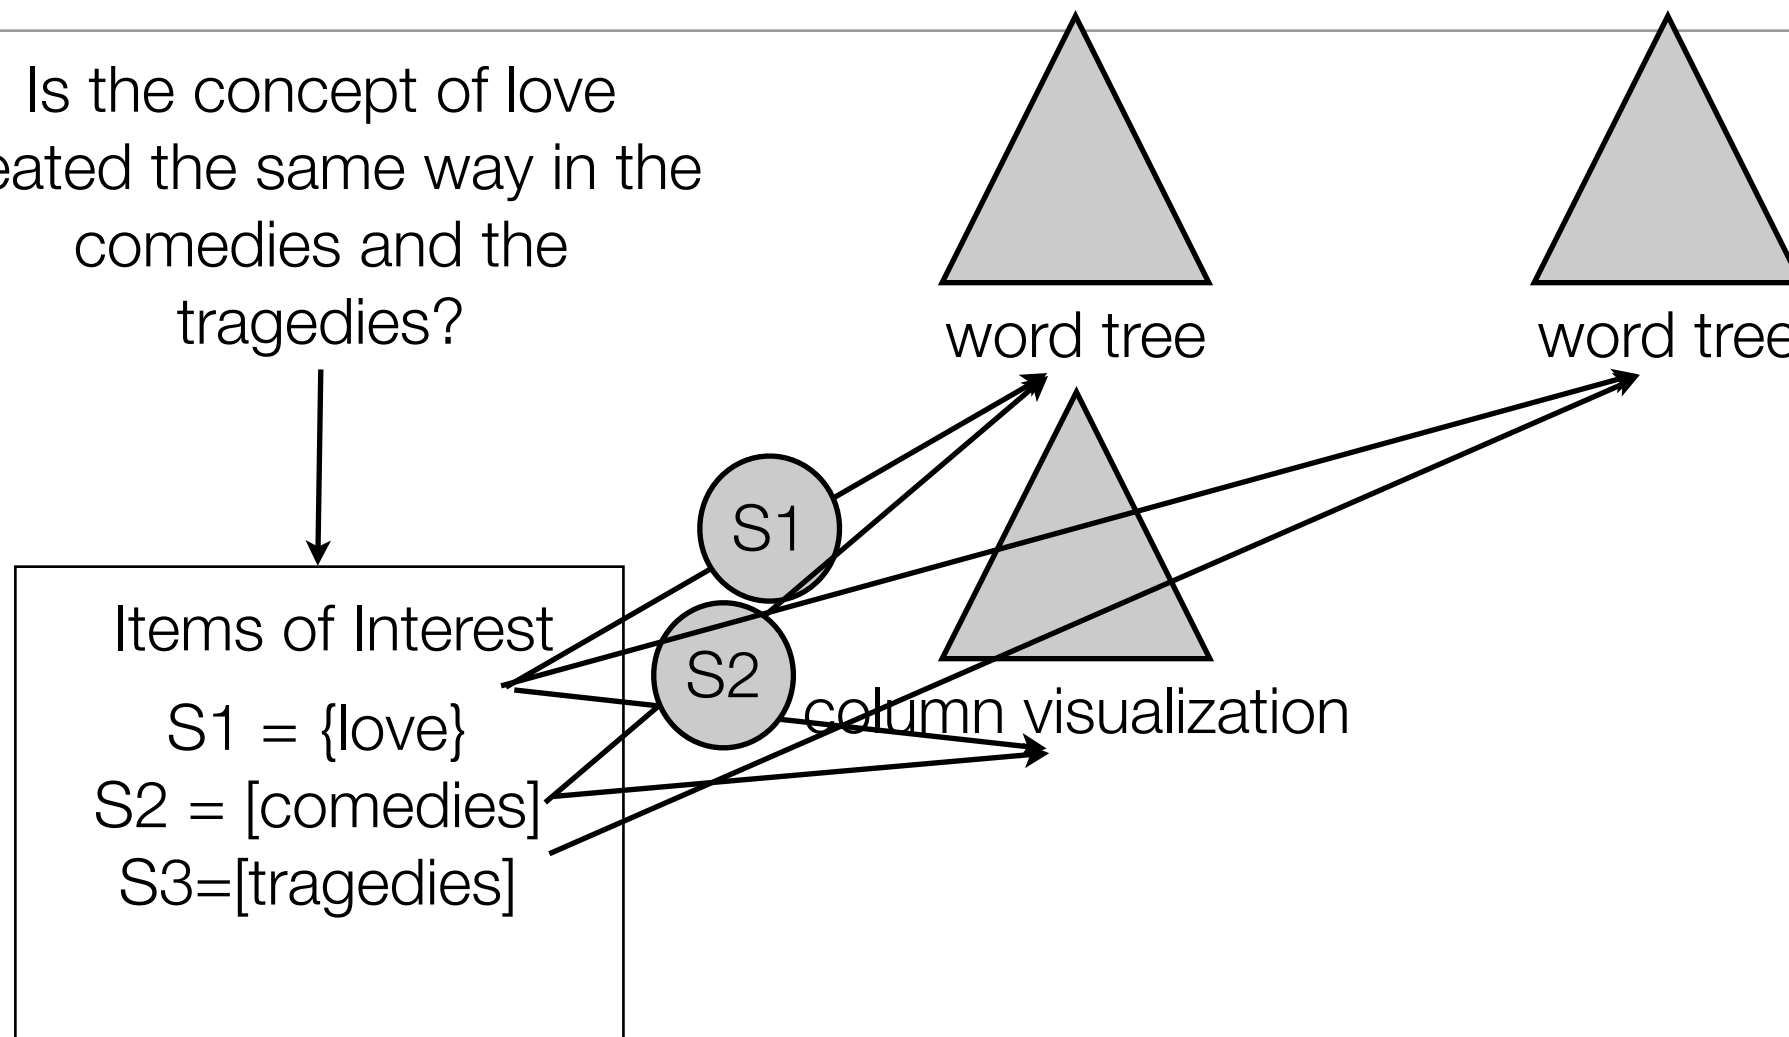 Is the concept of love
eated the same way in the
comedies and the
tragedies?
word tree
word tree
S1
S2
column visualization
Items of Interest
S1 = {love}
S2 = [comedies]
S3=[tragedies]